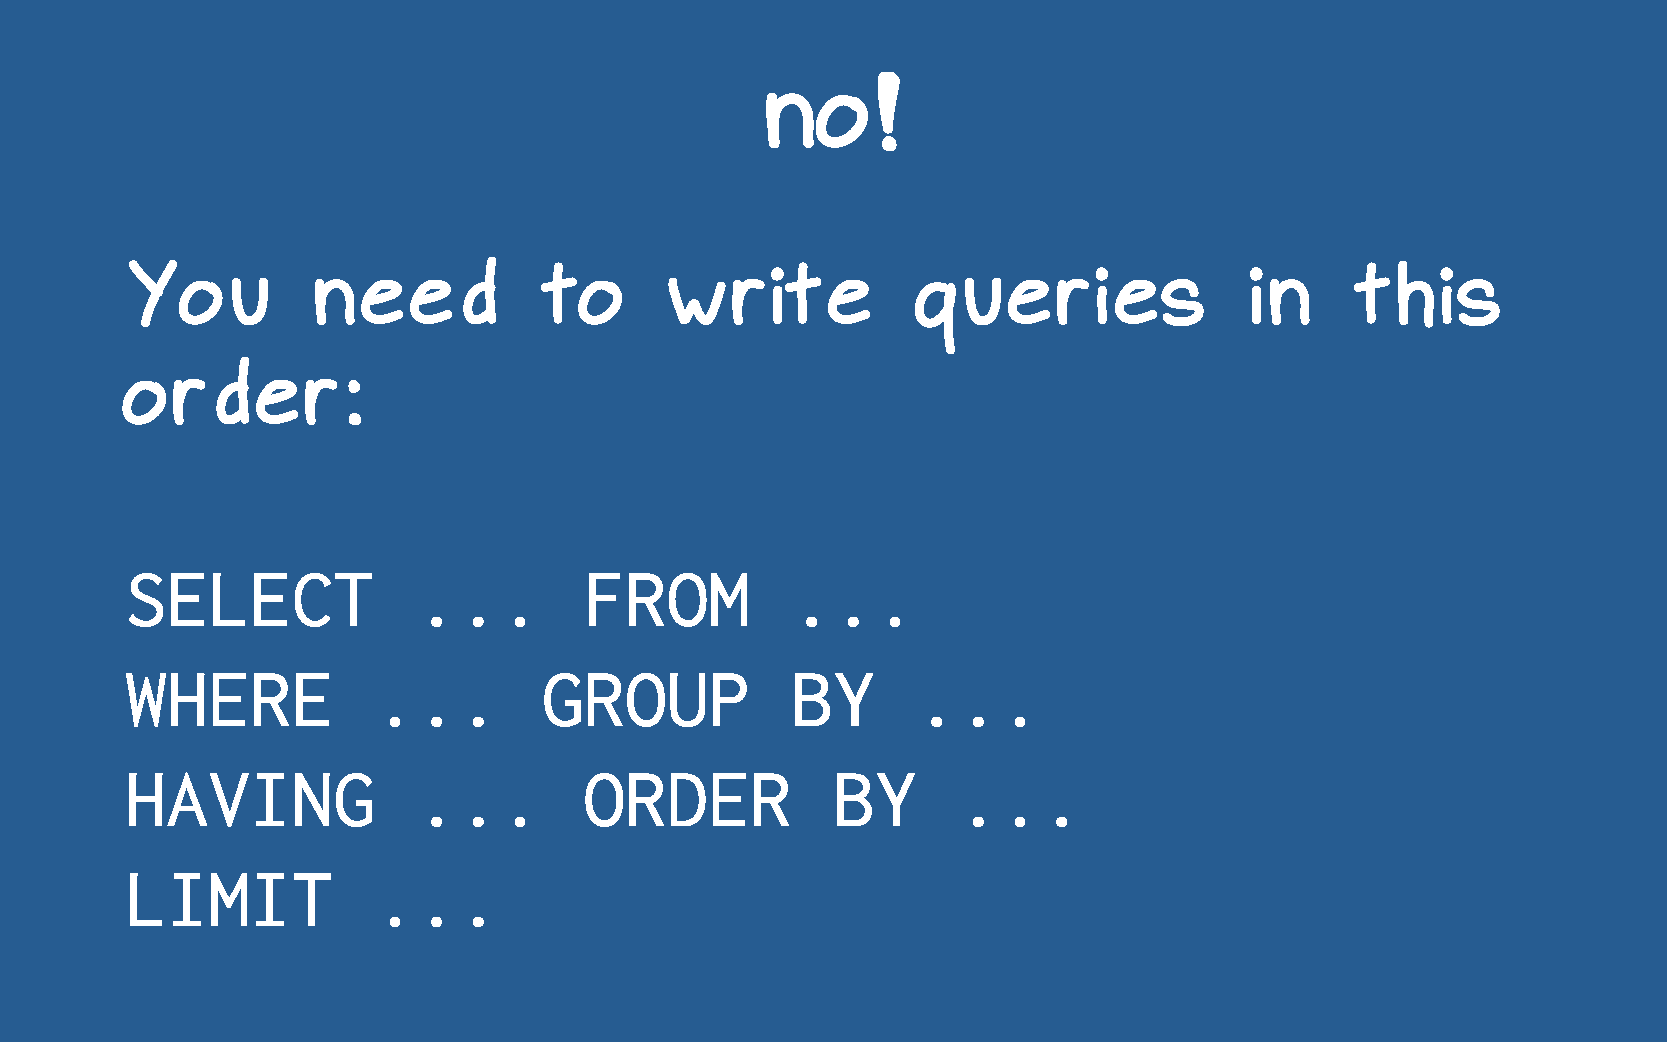 no!
You need to write queries in this
order:
SELECT ... FROM ...
WHERE ... GROUP BY ...
HAVING ... ORDER BY ...
LIMIT ...